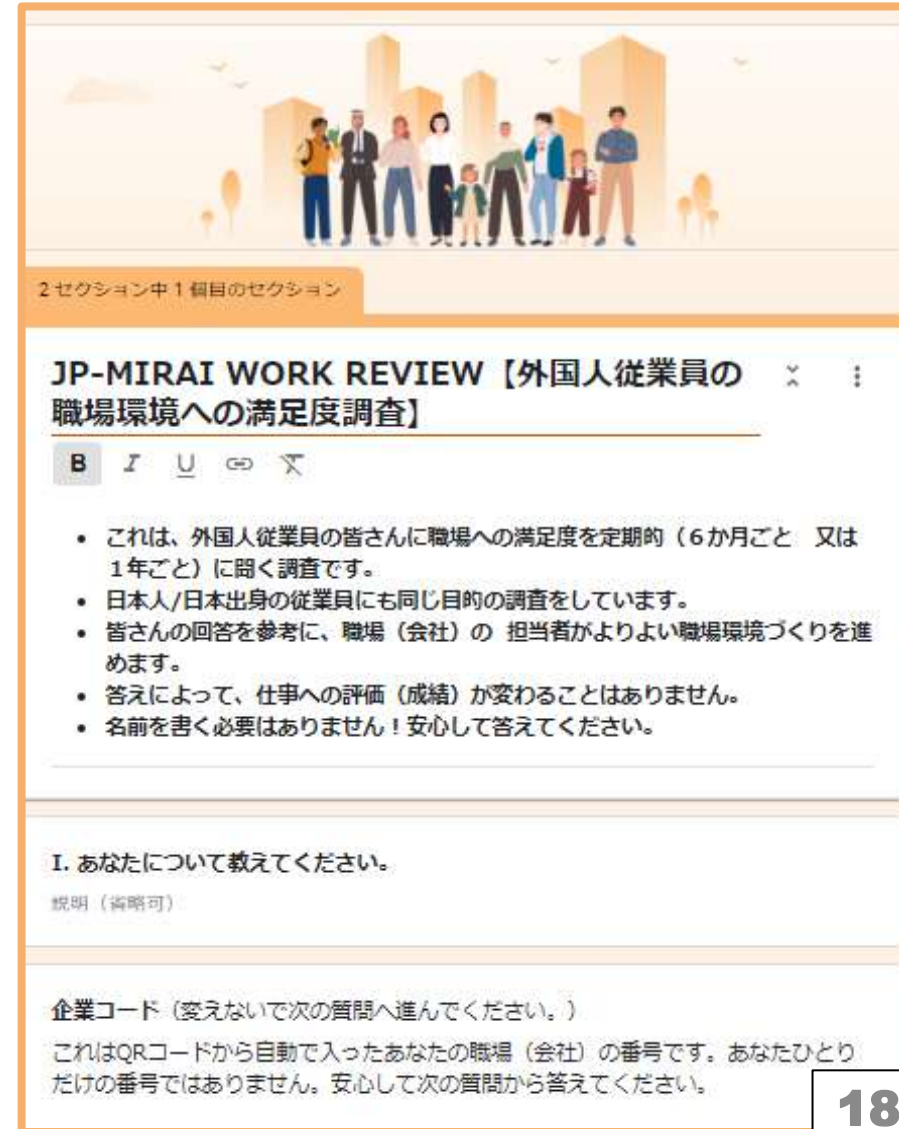 2 セクション中 1 個目のセクション
JP-MIRAI WORK REVIEW【外国人従業員の
職場環境への満足度調査】
B I U
• これは、外国人従業員の皆さんに職場への満足度を定期的（６か月ごと　又は
１年ごと）に聞く調査です。
• 日本人/日本出身の従業員にも同じ目的の調査をしています。
• 皆さんの回答を参考に、職場（会社）の 担当者がよりよい職場環境づくりを進
めます。
• 答えによって、仕事への評価（成績）が変わることはありません。
• 名前を書く必要はありません！安心して答えてください。
I. あなたについて教えてください。
説明（省略可）
企業コード（変えないで次の質問へ進んでください。）
これはQRコードから自動で入ったあなたの職場（会社）の番号です。あなたひとり
だけの番号ではありません。安心して次の質問から答えてください。
18